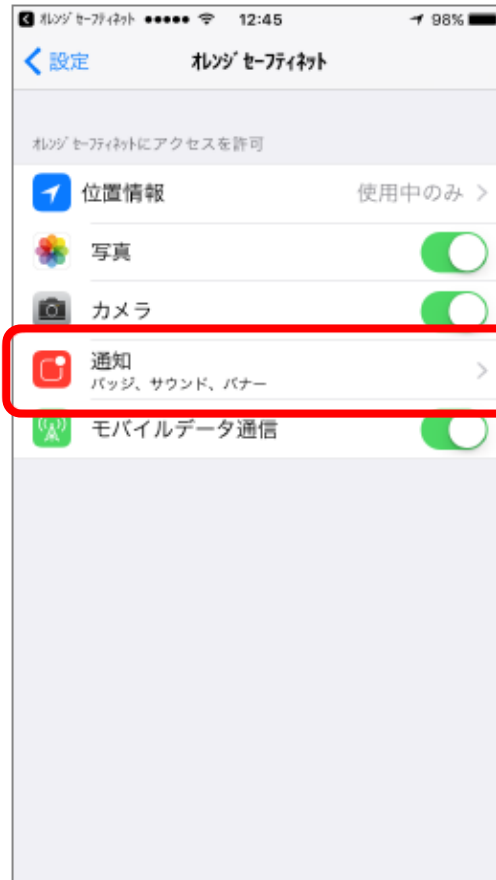 ｵﾚﾝｼﾞ ｾｰﾌﾃｨﾈｯﾄ 12:45 98%
設定 ｵﾚﾝｼﾞ ｾｰﾌﾃｨﾈｯﾄ
ｵﾚﾝｼﾞ ｾｰﾌﾃｨﾈｯﾄにアクセスを許可
位置情報 使用中のみ
写真
カメラ
通知
バッジ、サウンド、バナー
モバイルデータ通信